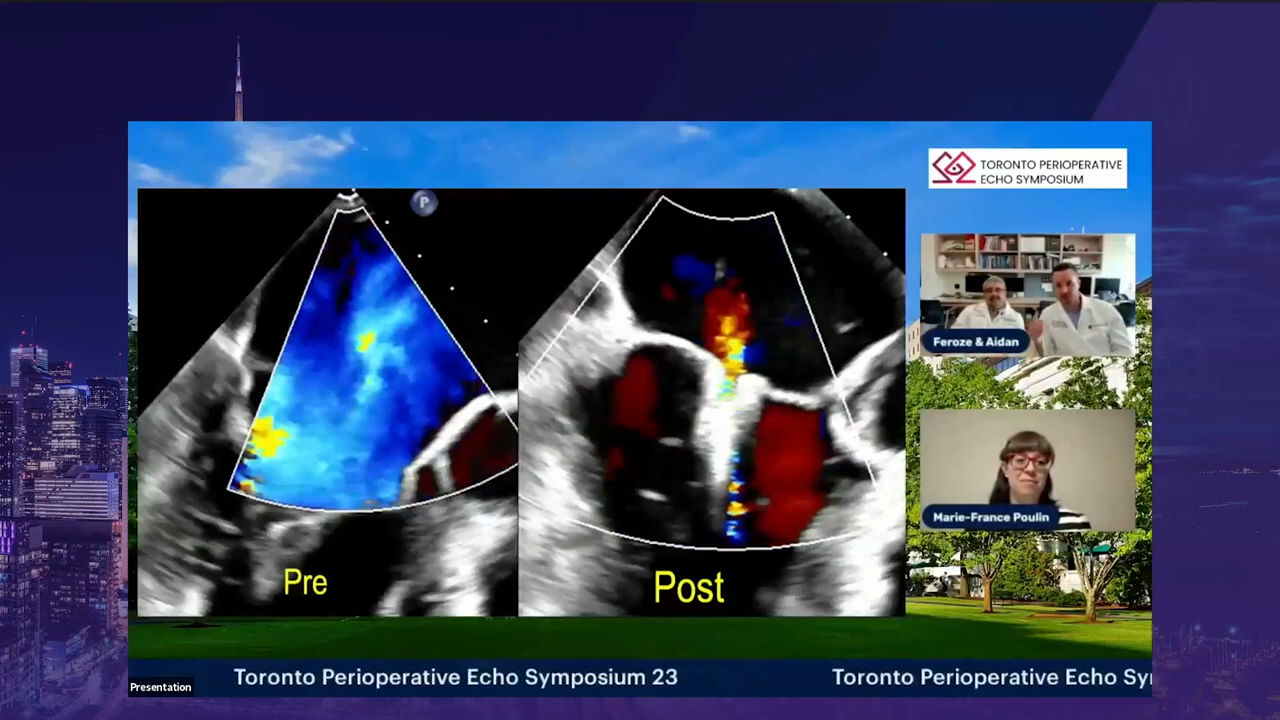 TORONTO PERIOPERATIVE
ECHO SYMPOSIUM
P
Feroze & Aidan
Marie-France Poulin
Pre
Post
Toronto Perioperative Echo Symposium 23
Toronto Perioperative Echo Sy
Presentation